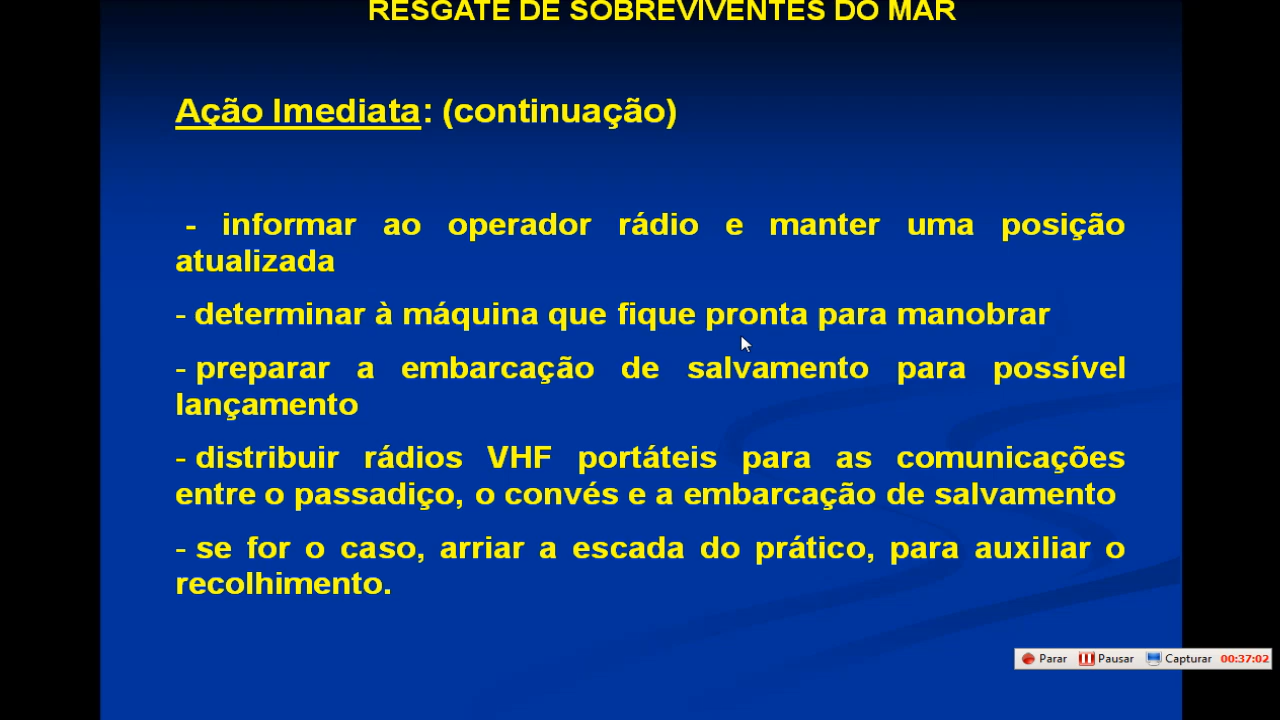 RESGATE DE SOBREVIVENTES DO MAR
Ação Imediata: (continuação)
- informar ao operador rádio e manter uma posição
atualizada
- determinar à máquina que fique pronta para manobrar
- preparar a embarcação de salvamento para possível
lançamento
- distribuir rádios VHF portáteis para as comunicações
entre o passadiço, o convés e a embarcação de salvamento
- se for o caso, arriar a escada do prático, para auxiliar o
recolhimento.
Parar Pausar Capturar 00:37:02